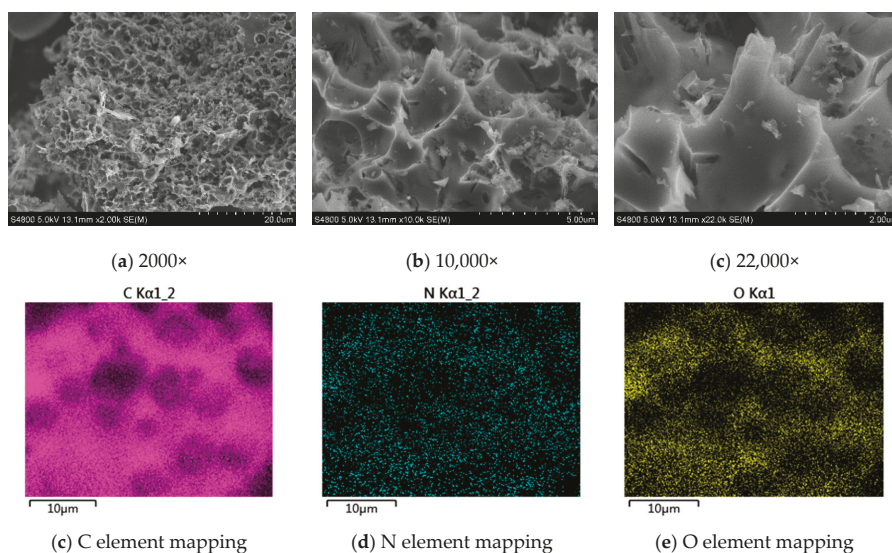 S4800 5.0kV 13.1mm x2.00k SE(M) 20.0um
S4800 5.0kV 13.1mm x10.0k SE(M) 5.00um
S4800 5.0kV 13.1mm x22.0k SE(M) 2.00um
(a) 2000×
(b) 10,000×
(c) 22,000×
C Kα1_2
N Kα1_2
O Kα1
10µm
10µm
10µm
(c) C element mapping
(d) N element mapping
(e) O element mapping